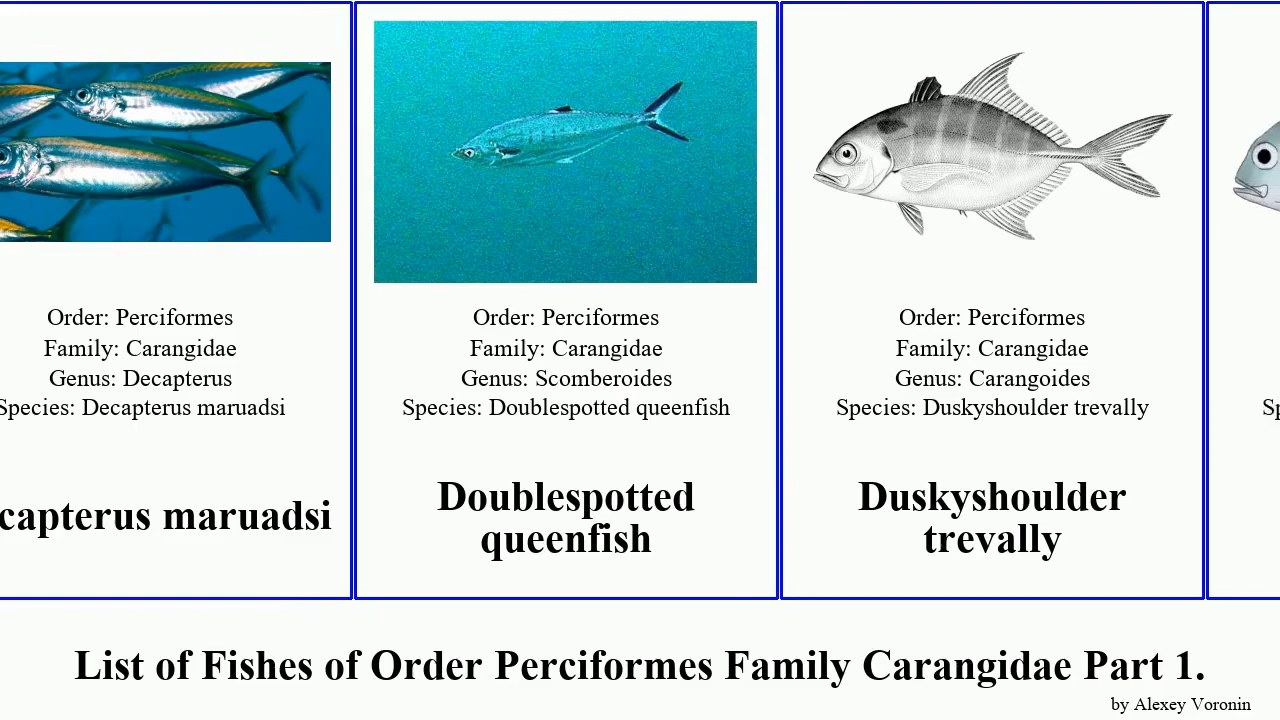 Order: Perciformes
Family: Carangidae
Genus: Decapterus
Species: Decapterus maruadsi
capterus maruadsi
Order: Perciformes
Family: Carangidae
Genus: Scomberoides
Species: Doublespotted queenfish
Doublespotted
queenfish
Order: Perciformes
Family: Carangidae
Genus: Carangoides
Species: Duskyshoulder trevally
Duskyshoulder
trevally
Sp
List of Fishes of Order Perciformes Family Carangidae Part 1.
by Alexey Voronin